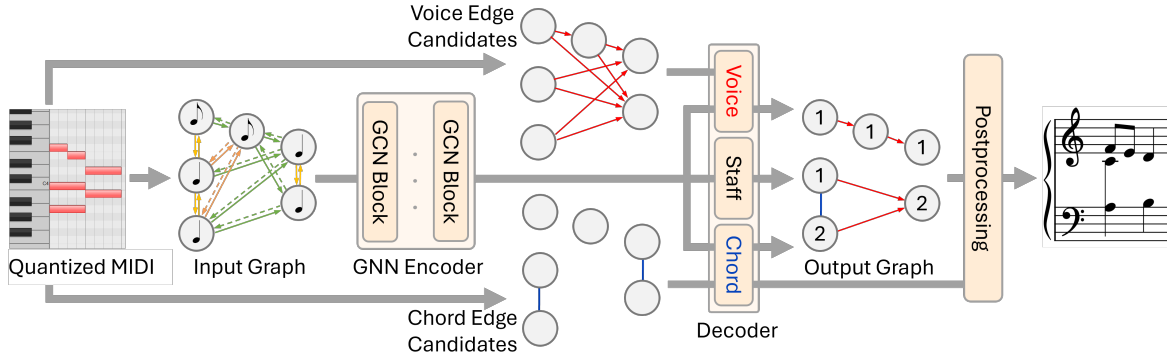 Voice Edge
Candidates
Quantized MIDI
C4
Input Graph
GCN Block
GCN Block
GNN Encoder
Chord Edge
Candidates
Voice
Staff
Chord
Decoder
1
1
1
1
2
2
Output Graph
Postprocessing